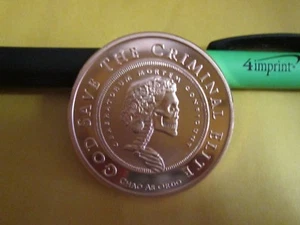 GOD SAVE THE CRIMINAL ELITE
CHAO AB ORDO
4imprint